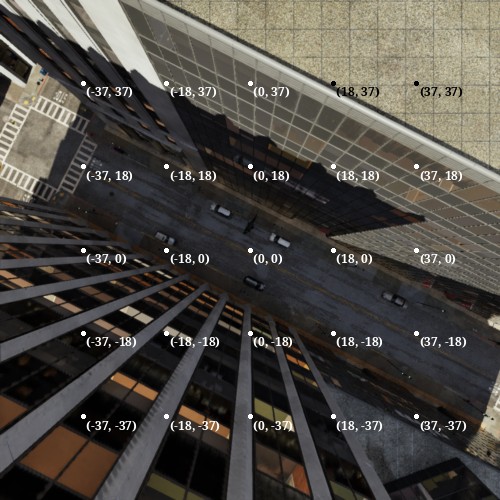 (-37, 37) (-18, 37) (0, 37) (18, 37) (37, 37)
(-37, 18) (-18, 18) (0, 18) (18, 18) (37, 18)
(-37, 0) (-18, 0) (0, 0) (18, 0) (37, 0)
(-37, -18) (-18, -18) (0, -18) (18, -18) (37, -18)
(-37, -37) (-18, -37) (0, -37) (18, -37) (37, -37)